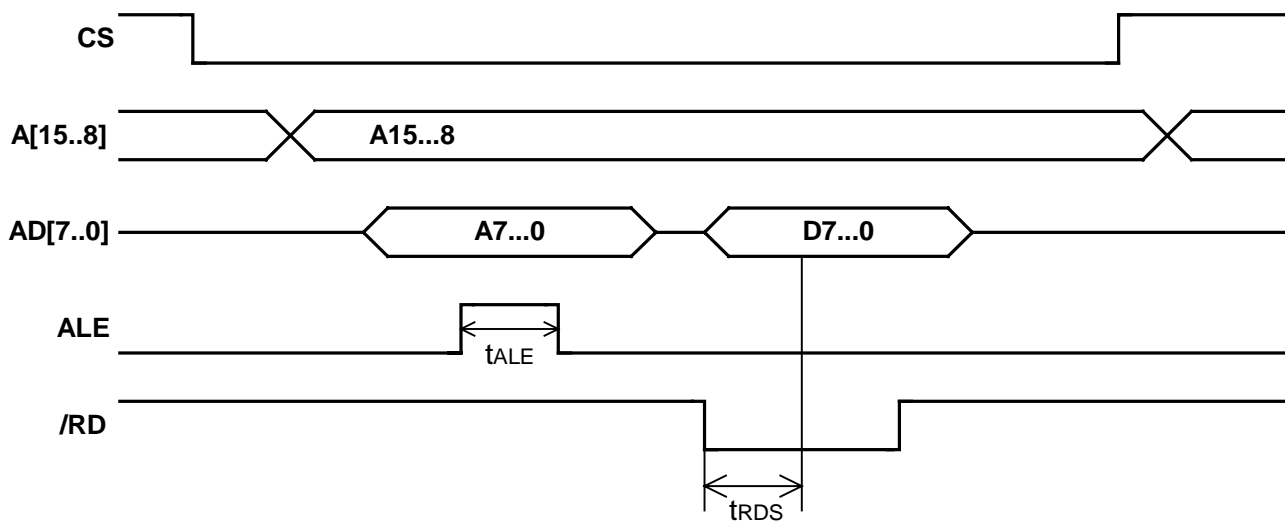 CS
A[15..8] A15...8
AD[7..0] A7...0 D7...0
ALE
tALE
/RD
tRDS